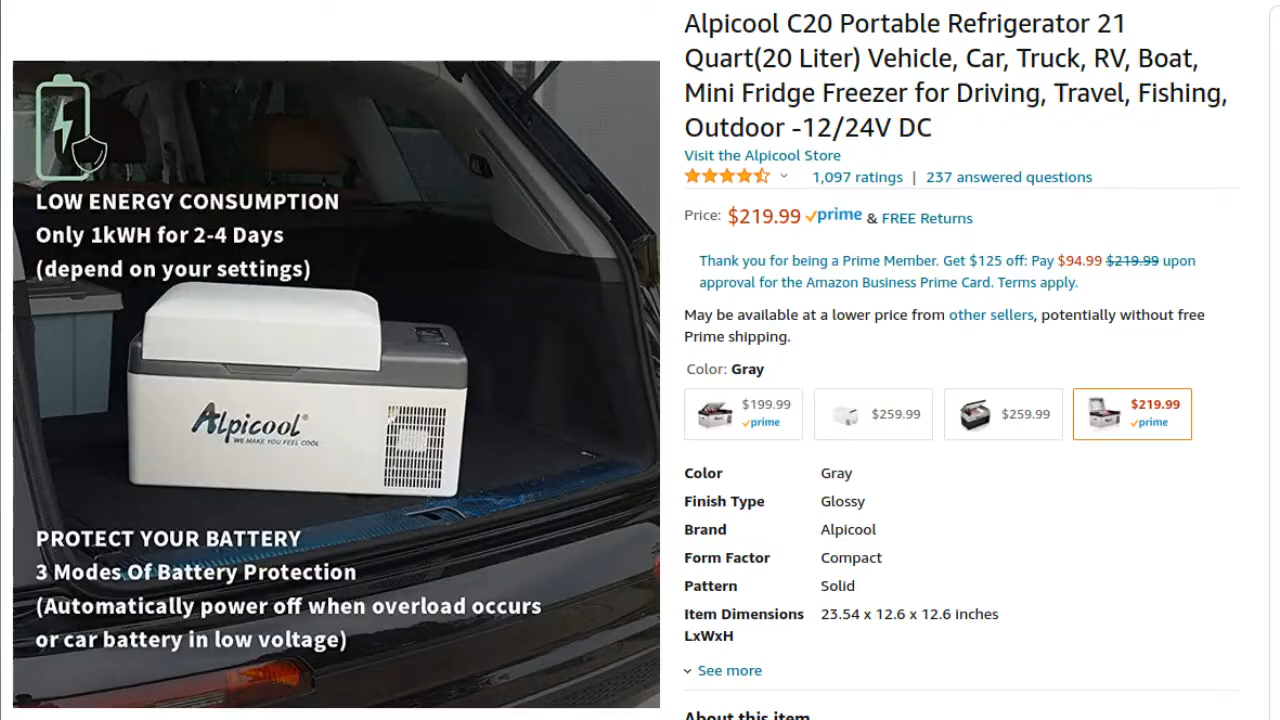 LOW ENERGY CONSUMPTION
Only 1kWH for 2-4 Days
(depend on your settings)
Alpicool®
WE MAKE YOU FEEL COOL
PROTECT YOUR BATTERY
3 Modes Of Battery Protection
(Automatically power off when overload occurs
or car battery in low voltage)
Alpicool C20 Portable Refrigerator 21
Quart(20 Liter) Vehicle, Car, Truck, RV, Boat,
Mini Fridge Freezer for Driving, Travel, Fishing,
Outdoor -12/24V DC
Visit the Alpicool Store
1,097 ratings | 237 answered questions
Price: $219.99 prime & FREE Returns
Thank you for being a Prime Member. Get $125 off: Pay $94.99 $219.99 upon
approval for the Amazon Business Prime Card. Terms apply.
May be available at a lower price from other sellers, potentially without free
Prime shipping.
Color: Gray
$199.99 prime $259.99 $259.99 $219.99 prime
Color Gray
Finish Type Glossy
Brand Alpicool
Form Factor Compact
Pattern Solid
Item Dimensions 23.54 x 12.6 x 12.6 inches
LxWxH
See more
About this item